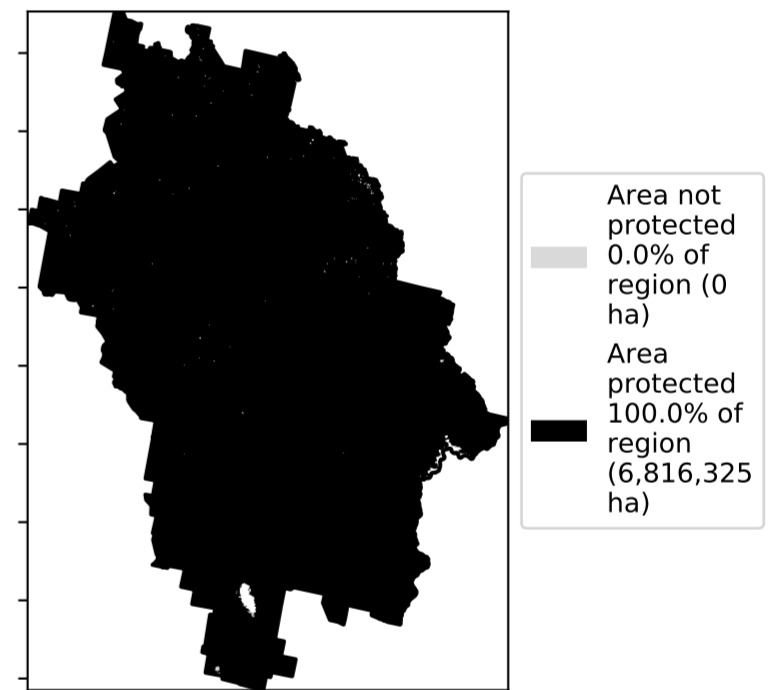 Area not
protected
0.0% of
region (0
ha)
Area
protected
100.0% of
region
(6,816,325
ha)